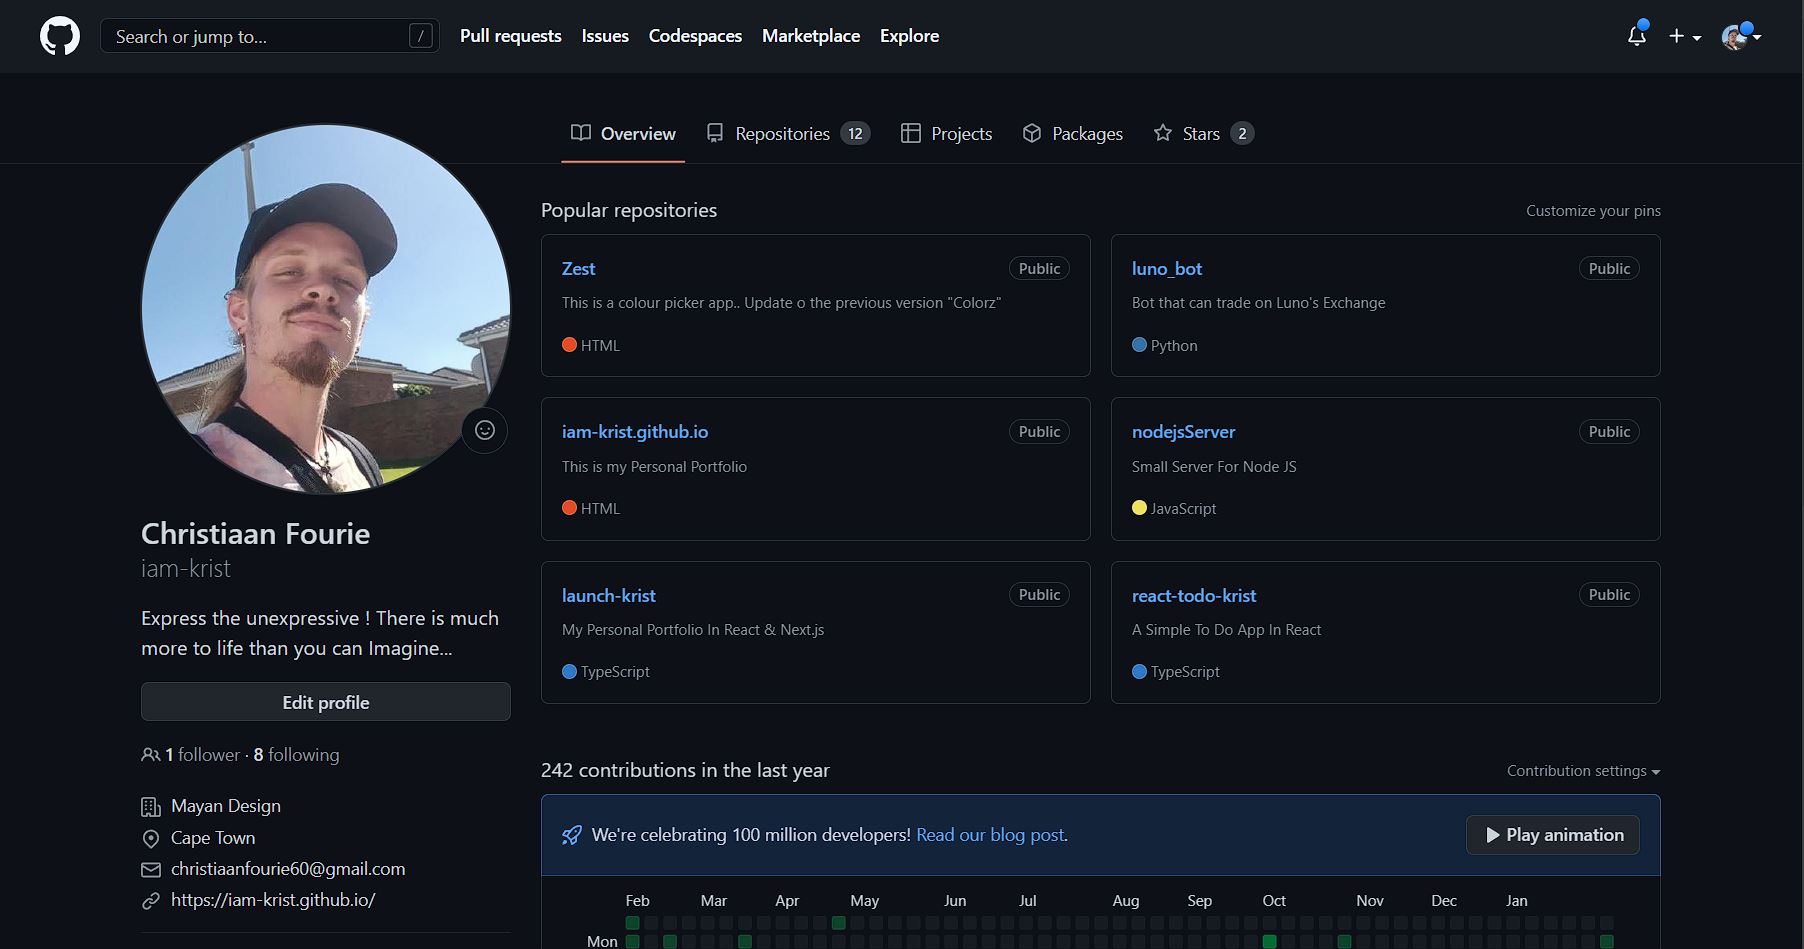 Search or jump to... / Pull requests Issues Codespaces Marketplace Explore
Overview Repositories 12 Projects Packages Stars 2
Christiaan Fourie
iam-krist
Express the unexpressive ! There is much
more to life than you can Imagine...
Edit profile
1 follower · 8 following
Mayan Design
Cape Town
christiaanfourie60@gmail.com
https://iam-krist.github.io/
Popular repositories
Customize your pins
Zest Public
This is a colour picker app.. Update o the previous version "Colorz"
HTML
luno_bot Public
Bot that can trade on Luno's Exchange
Python
iam-krist.github.io Public
This is my Personal Portfolio
HTML
nodejsServer Public
Small Server For Node JS
JavaScript
launch-krist Public
My Personal Portfolio In React & Next.js
TypeScript
react-todo-krist Public
A Simple To Do App In React
TypeScript
242 contributions in the last year
Contribution settings
We're celebrating 100 million developers! Read our blog post.
Play animation
Feb Mar Apr May Jun Jul Aug Sep Oct Nov Dec Jan
Mon